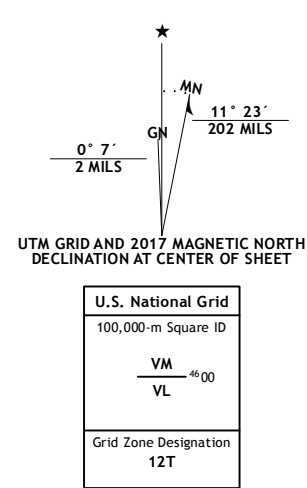 ★
MN
GN
11° 23´
202 MILS
0° 7´
2 MILS
UTM GRID AND 2017 MAGNETIC NORTH
DECLINATION AT CENTER OF SHEET
U.S. National Grid
100,000-m Square ID
VM
4600
VL
Grid Zone Designation
12T